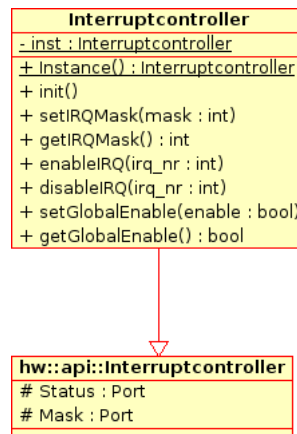 Interruptcontroller
- inst : Interruptcontroller
+ Instance() : Interruptcontroller
+ init()
+ setIRQMask(mask : int)
+ getIRQMask() : int
+ enableIRQ(irq_nr : int)
+ disableIRQ(irq_nr : int)
+ setGlobalEnable(enable : bool)
+ getGlobalEnable() : bool
hw::api::Interruptcontroller
# Status : Port
# Mask : Port